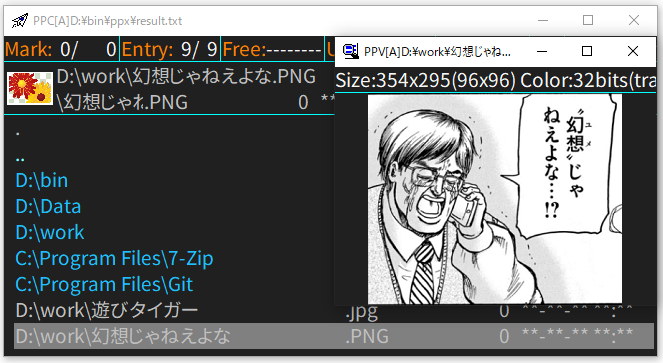 PPC[A]D:¥bin¥ppx¥result.txt
Mark: 0/ 0 Entry: 9/ 9 Free:--------
D:\work\幻想じゃねえよな.PNG
\幻想じゃれ.PNG 0 **
.
..
D:\bin
D:\Data
D:\work
C:\Program Files\7-Zip
C:\Program Files\Git
D:\work\遊びタイガー .jpg 0 **-**-** **:**
D:\work\幻想じゃねえよな .PNG 0 **-**-** **:**
PPV[A]D:¥work¥幻想じゃね...
Size:354x295(96x96) Color:32bits(tra
〝幻想〟じゃ
ユメ
ねえよな…!?